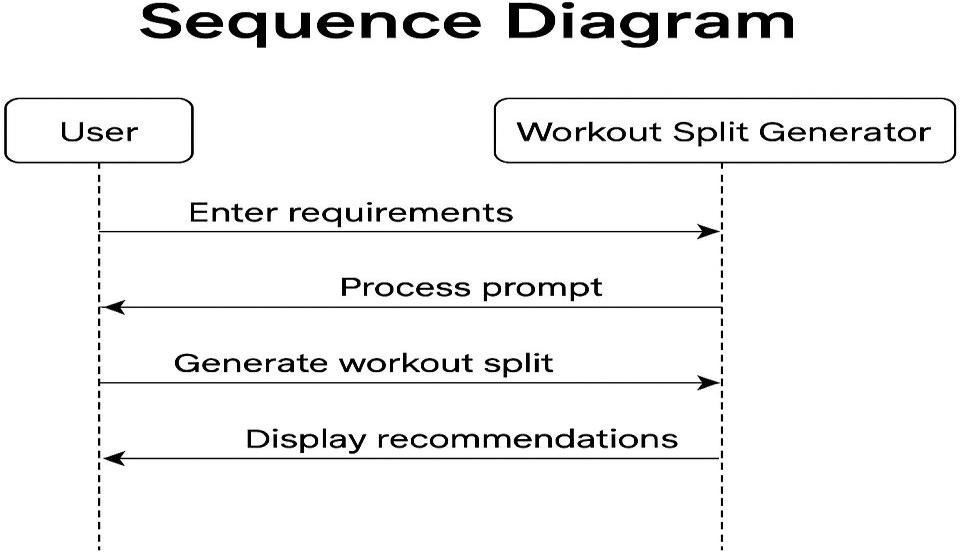 Sequence Diagram
User
Workout Split Generator
Enter requirements
Process prompt
Generate workout split
Display recommendations